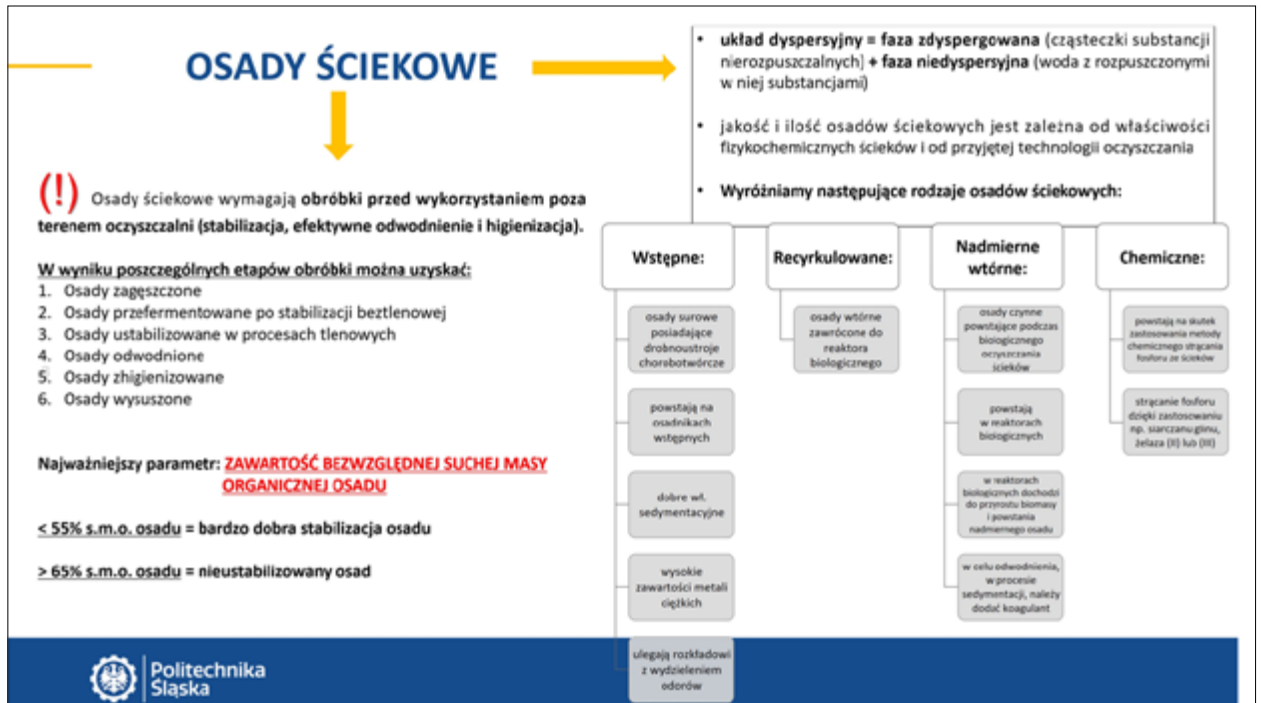 OSADY ŚCIEKOWE
(!) Osady ściekowe wymagają obróbki przed wykorzystaniem poza
terenem oczyszczalni (stabilizacja, efektywne odwodnienie i higienizacja).
W wyniku poszczególnych etapów obróbki można uzyskać:
1. Osady zagęszczone
2. Osady przefermentowane po stabilizacji beztlenowej
3. Osady ustabilizowane w procesach tlenowych
4. Osady odwodnione
5. Osady zhigienizowane
6. Osady wysuszone
Najważniejszy parametr: ZAWARTOŚĆ BEZWZGLĘDNEJ SUCHEJ MASY
ORGANICZNEJ OSADU
< 55% s.m.o. osadu = bardzo dobra stabilizacja osadu
> 65% s.m.o. osadu = nieustabilizowany osad
• układ dyspersyjny = faza zdyspergowana (cząsteczki substancji
nierozpuszczalnych) + faza niedyspersyjna (woda z rozpuszczonymi
w niej substancjami)
• jakość i ilość osadów ściekowych jest zależna od właściwości
fizykochemicznych ścieków i od przyjętej technologii oczyszczania
• Wyróżniamy następujące rodzaje osadów ściekowych:
Wstępne:
osady surowe
posiadające
drobnoustroje
chorobotwórcze
powstają na
osadnikach
wstępnych
dobre wł.
sedymentacyjne
wysokie
zawartości metali
ciężkich
ulegają rozkładowi
z wydzieleniem
odorów
Recyrkulowane:
osady wtórne
zawrócone do
reaktora
biologicznego
Nadmierne
wtórne:
osady czynne
powstające podczas
biologicznego
oczyszczania
ścieków
powstają
w reaktorach
biologicznych
w reaktorach
biologicznych dochodzi
do przyrostu biomasy
i powstania
nadmiernego osadu
w celu odwodnienia,
w procesie
sedymentacji, należy
dodać koagulant
Chemiczne:
powstają na skutek
zastosowania metody
chemicznego strącania
fosforu ze ścieków
strącanie fosforu
dzięki zastosowaniu
np. siarczanu glinu,
żelaza (II) lub (III)
Politechnika
Śląska